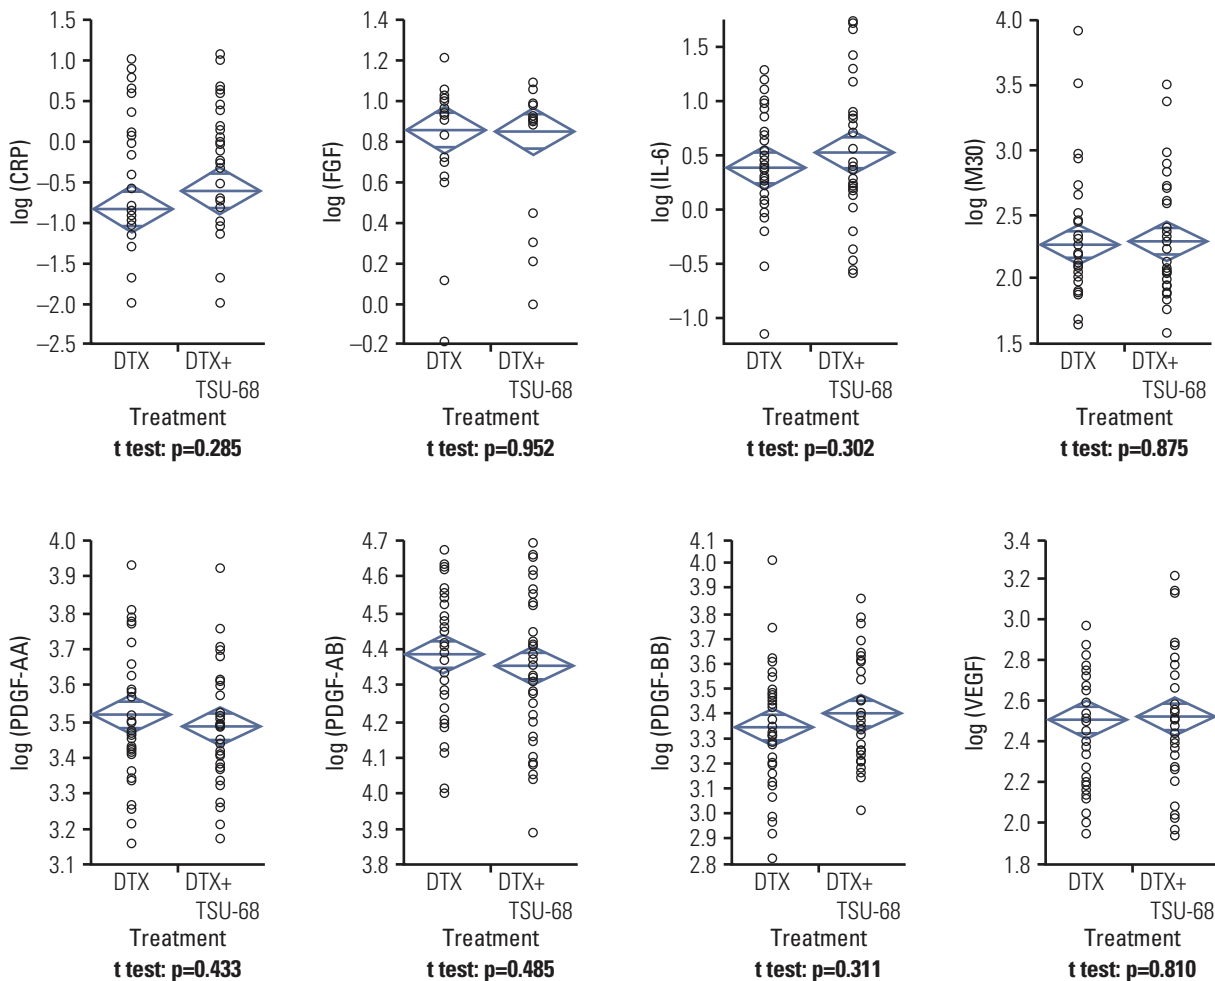 log (CRP)
1.5
1.0
0.5
0.0
–0.5
–1.0
–1.5
–2.0
–2.5
DTX
DTX+
TSU-68
Treatment
t test: p=0.285
log (FGF)
1.4
1.2
1.0
0.8
0.6
0.4
0.2
0.0
–0.2
DTX
DTX+
TSU-68
Treatment
t test: p=0.952
log (IL-6)
1.5
1.0
0.5
0.0
–0.5
–1.0
DTX
DTX+
TSU-68
Treatment
t test: p=0.302
log (M30)
4.0
3.5
3.0
2.5
2.0
1.5
DTX
DTX+
TSU-68
Treatment
t test: p=0.875
log (PDGF-AA)
4.0
3.9
3.8
3.7
3.6
3.5
3.4
3.3
3.2
3.1
DTX
DTX+
TSU-68
Treatment
t test: p=0.433
log (PDGF-AB)
4.7
4.6
4.5
4.4
4.3
4.2
4.1
4.0
3.9
3.8
DTX
DTX+
TSU-68
Treatment
t test: p=0.485
log (PDGF-BB)
4.1
4.0
3.9
3.8
3.7
3.6
3.5
3.4
3.3
3.2
3.1
3.0
2.9
2.8
DTX
DTX+
TSU-68
Treatment
t test: p=0.311
log (VEGF)
3.4
3.2
3.0
2.8
2.6
2.4
2.2
2.0
1.8
DTX
DTX+
TSU-68
Treatment
t test: p=0.810